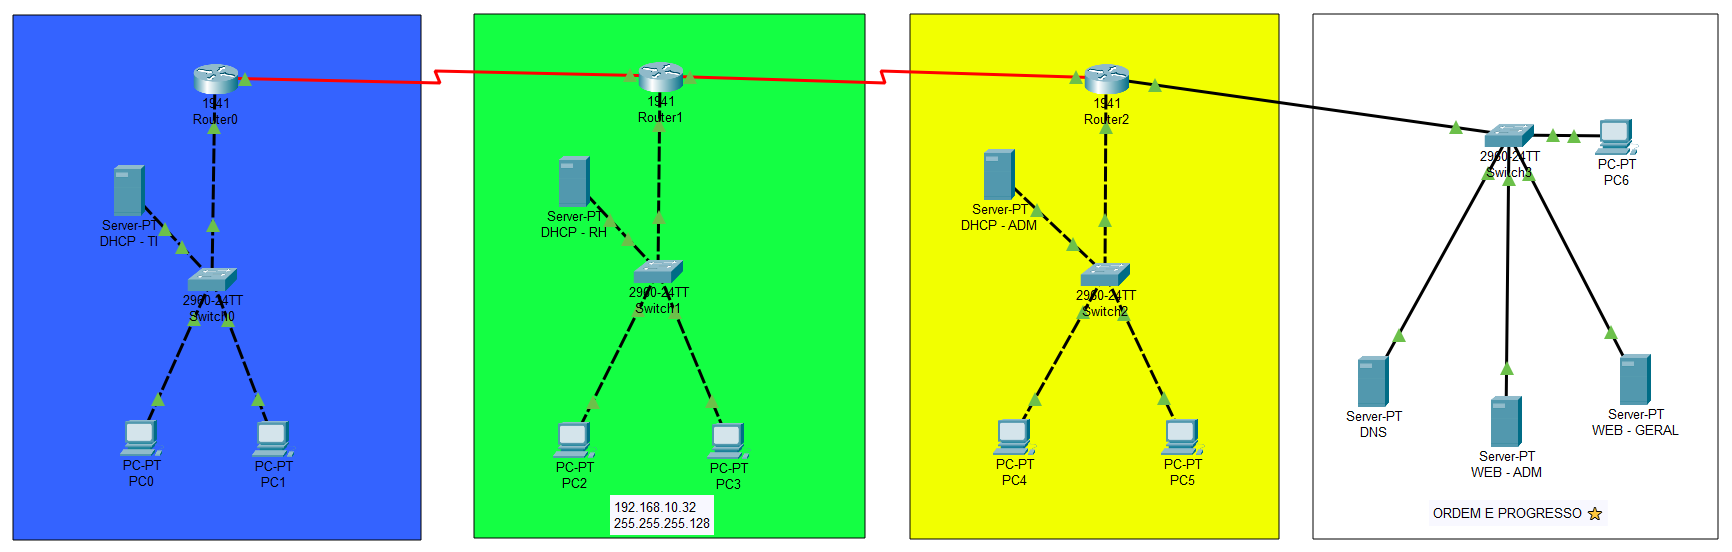 1941
Router0
Server-PT
DHCP - TI
2960-24TT
Switch0
PC-PT
PC0
PC-PT
PC1
1941
Router1
Server-PT
DHCP - RH
2960-24TT
Switch1
PC-PT
PC2
PC-PT
PC3
192.168.10.32
255.255.255.128
1941
Router2
Server-PT
DHCP - ADM
2960-24TT
Switch2
PC-PT
PC4
PC-PT
PC5
2960-24TT
Switch3
PC-PT
PC6
Server-PT
DNS
Server-PT
WEB - ADM
Server-PT
WEB - GERAL
ORDEM E PROGRESSO